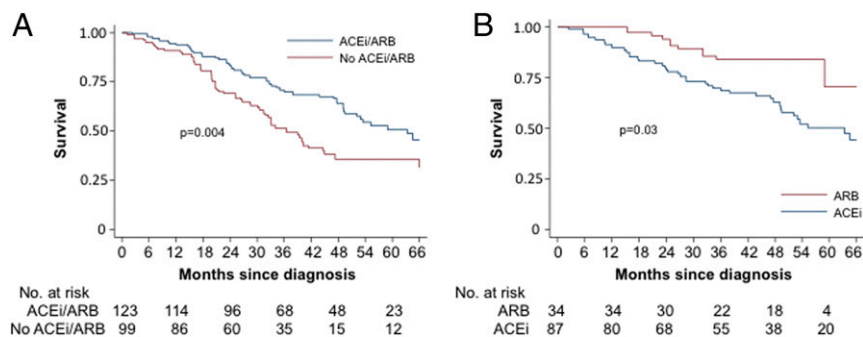 A
1.00
0.75
0.50
0.25
0
Survival
ACEi/ARB
No ACEi/ARB
p=0.004
0 6 12 18 24 30 36 42 48 54 60 66
Months since diagnosis
No. at risk
ACEi/ARB 123 114 96 68 48 23
No ACEi/ARB 99 86 60 35 15 12
B
1.00
0.75
0.50
0.25
0
Survival
p=0.03
ARB
ACEi
0 6 12 18 24 30 36 42 48 54 60 66
Months since diagnosis
No. at risk
ARB 34 34 30 22 18 4
ACEi 87 80 68 55 38 20